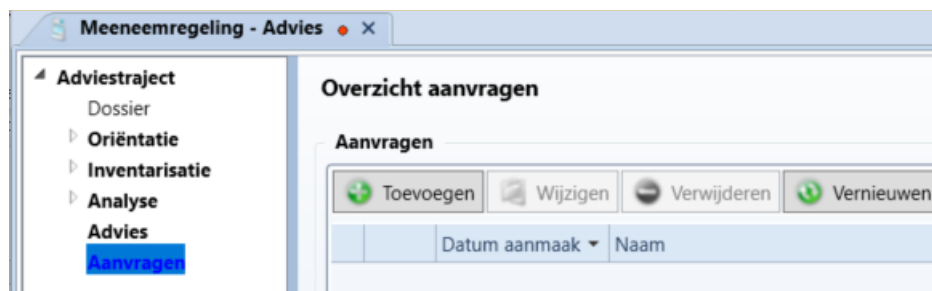 Meeneemregeling - Advies
Adviestraject
Dossier
Oriëntatie
Inventarisatie
Analyse
Advies
Aanvragen
Overzicht aanvragen
Aanvragen
Toevoegen Wijzigen Verwijderen Vernieuwen
Datum aanmaak Naam